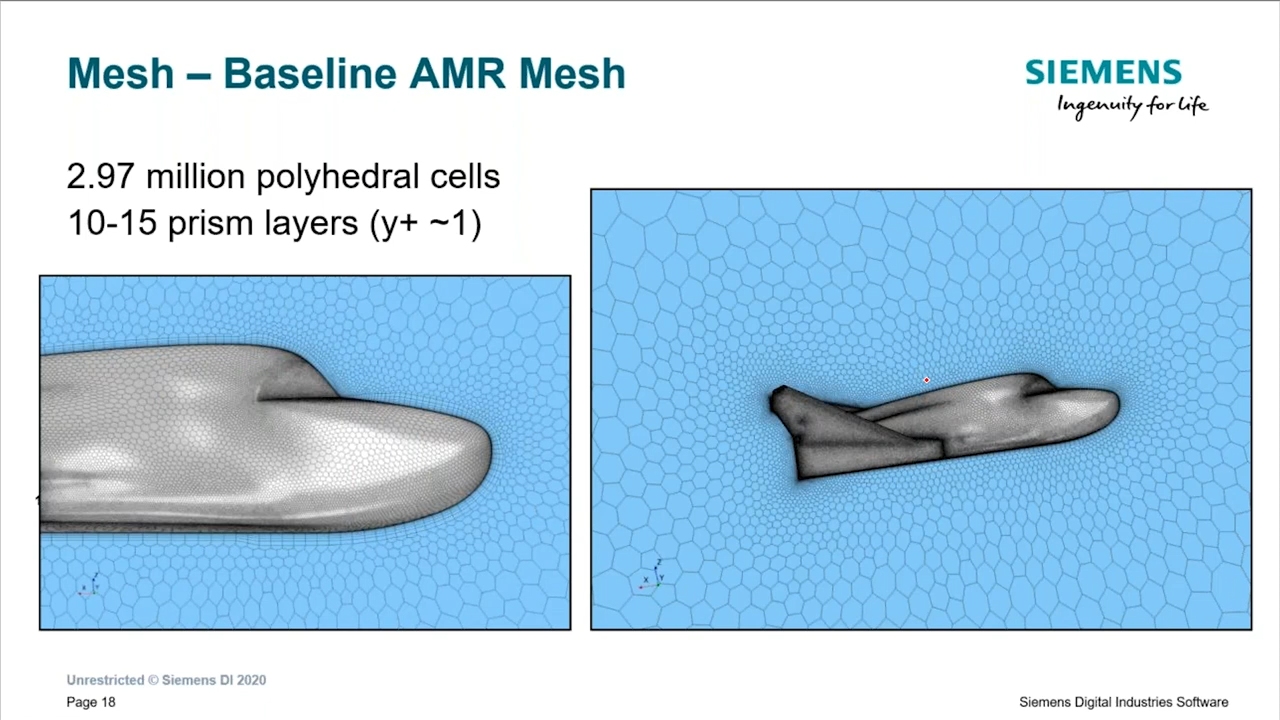 Mesh – Baseline AMR Mesh
SIEMENS
Ingenuity for life
2.97 million polyhedral cells
10-15 prism layers (y+ ~1)
Z
X
Y
Z
X
Y
Unrestricted © Siemens DI 2020
Page 18
Siemens Digital Industries Software